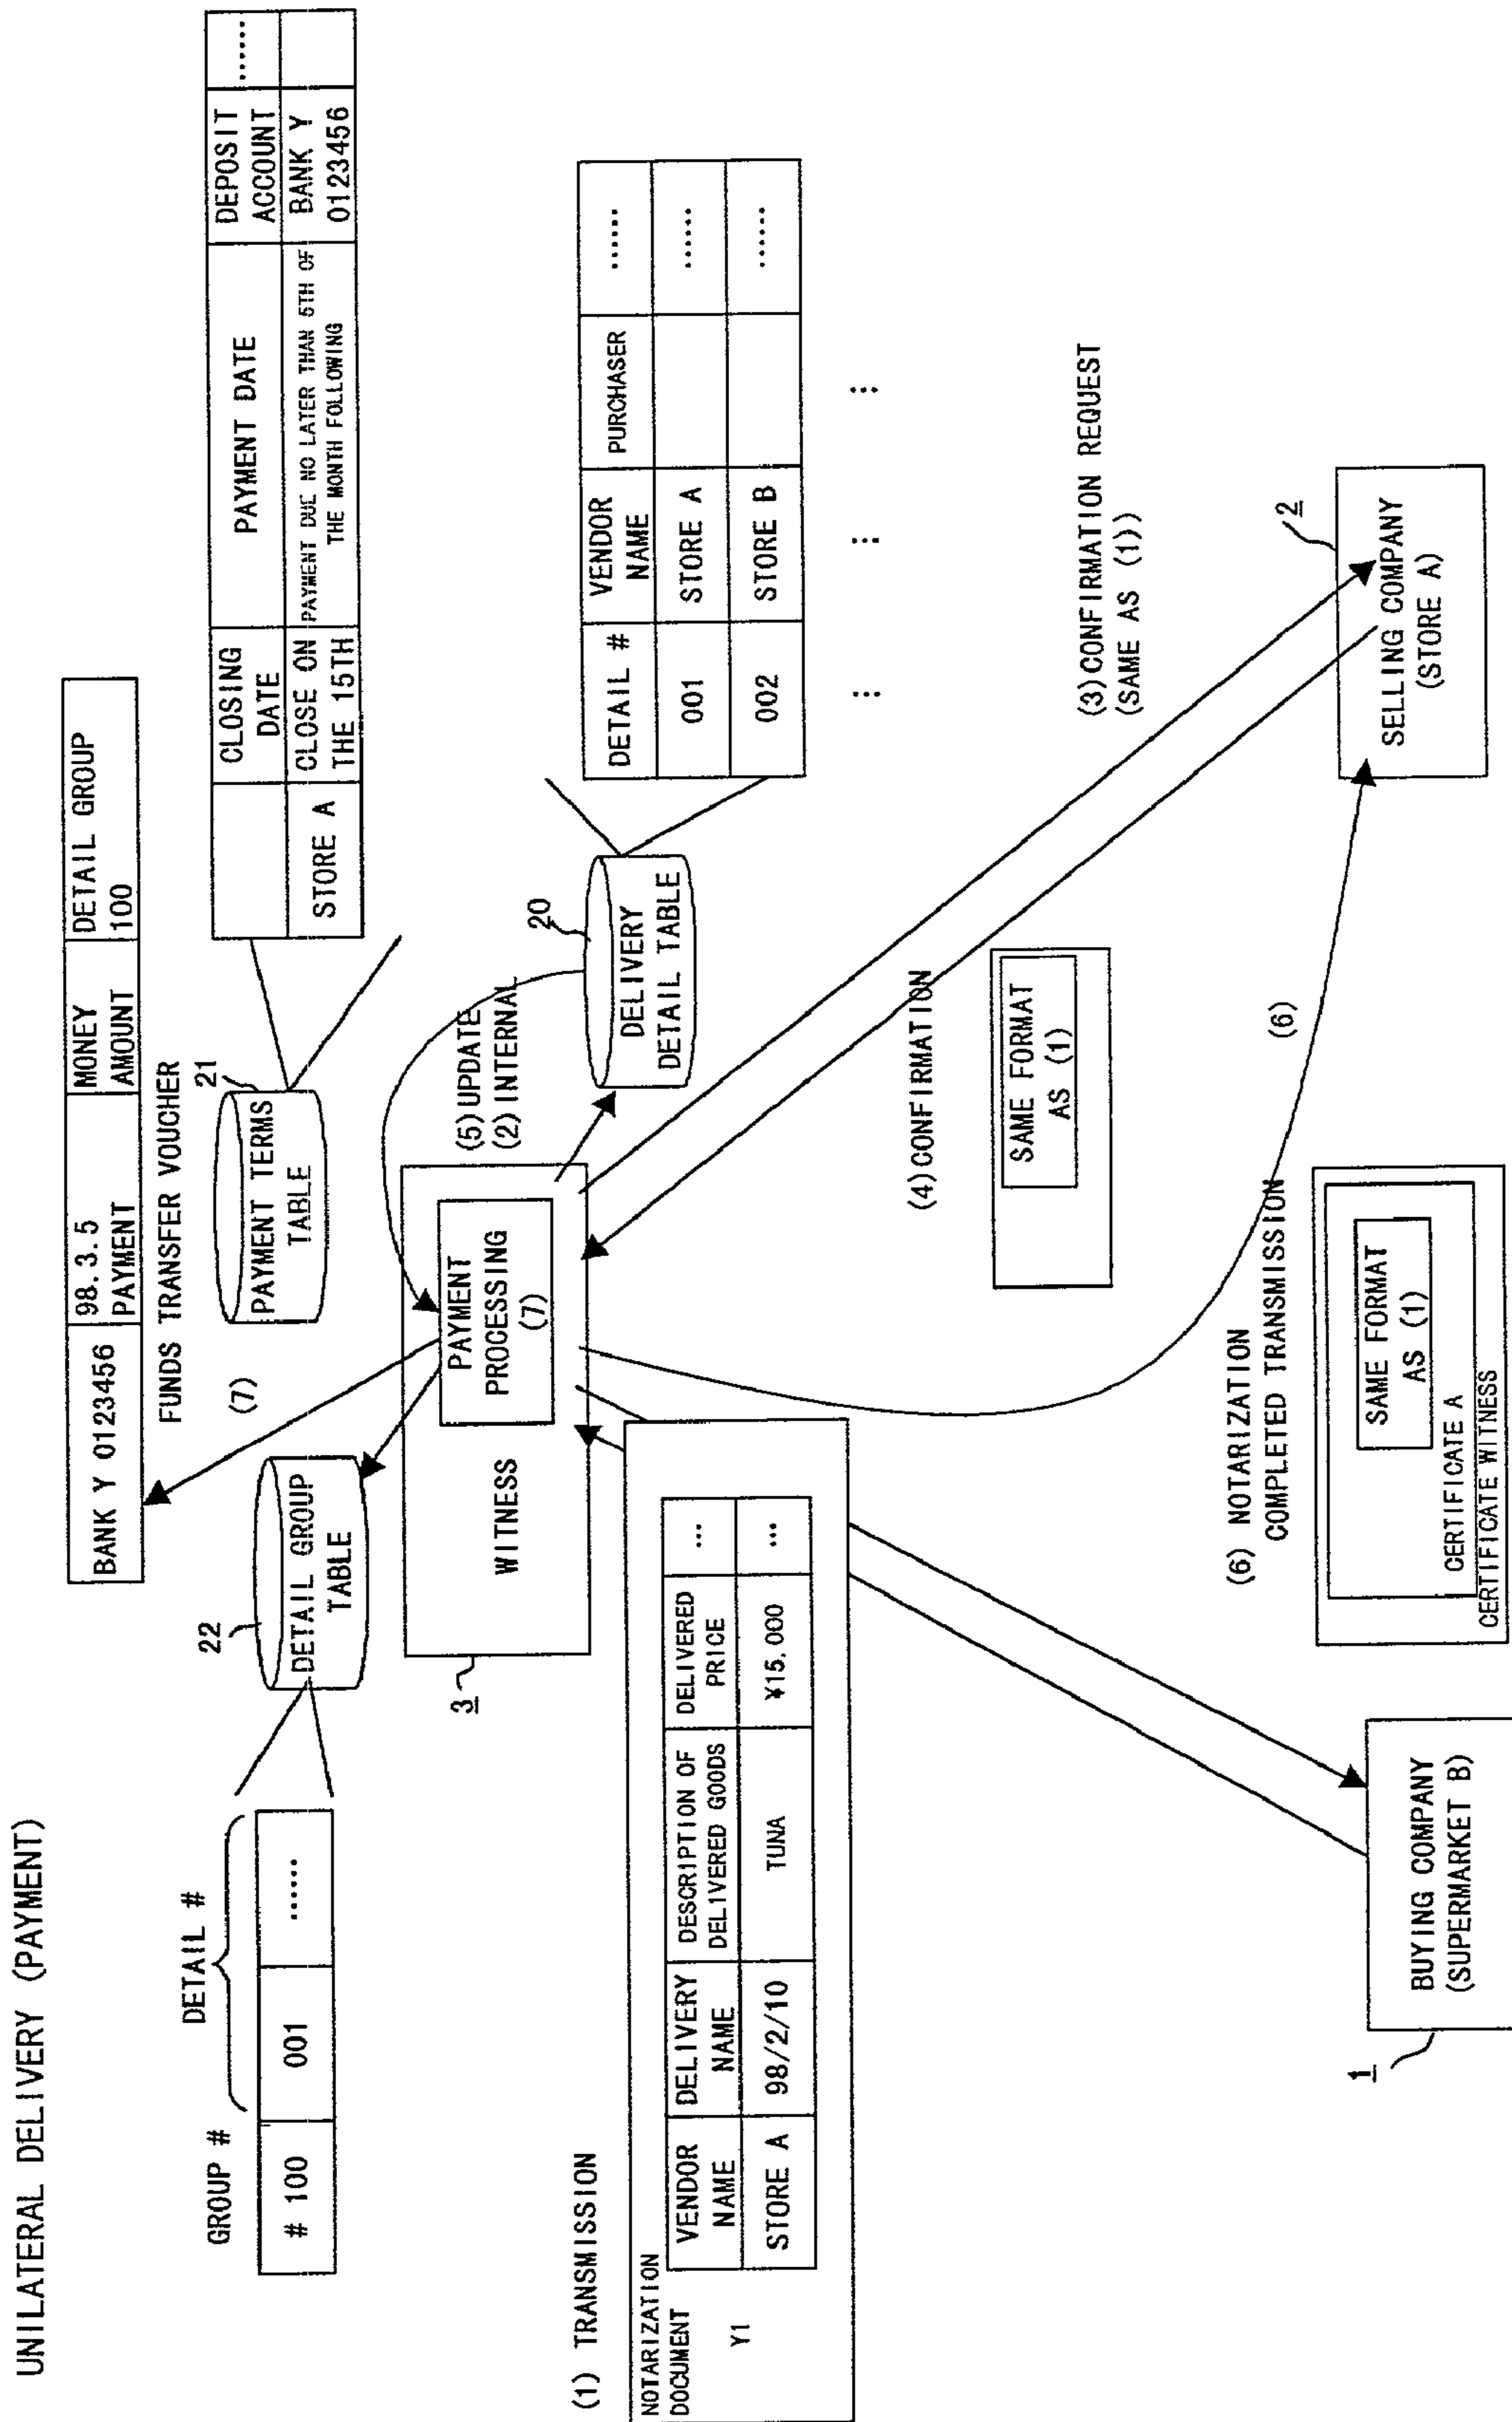 UNILATERAL DELIVERY (PAYMENT)
BANK Y 0123456
98.3.5
PAYMENT
MONEY
AMOUNT
DETAIL GROUP
100
FUNDS TRANSFER VOUCHER
(7)
GROUP #
DETAIL #
# 100
001
......
22
DETAIL GROUP
TABLE
21
PAYMENT TERMS
TABLE
CLOSING
DATE
PAYMENT DATE
DEPOSIT
ACCOUNT
......
STORE A
CLOSE ON
THE 15TH
PAYMENT DUE NO LATER THAN 5TH OF
THE MONTH FOLLOWING
BANK Y
0123456
3
WITNESS
PAYMENT
PROCESSING
(7)
(5)UPDATE
(2)INTERNAL
20
DELIVERY
DETAIL TABLE
DETAIL #
VENDOR
NAME
PURCHASER
......
001
STORE A
......
002
STORE B
......
⋮
⋮
⋮
(1) TRANSMISSION
NOTARIZATION
DOCUMENT
Y1
VENDOR
NAME
DELIVERY
NAME
DESCRIPTION OF
DELIVERED GOODS
DELIVERED
PRICE
...
STORE A
98/2/10
TUNA
¥15.000
...
(4)CONFIRMATION
SAME FORMAT
AS (1)
(3)CONFIRMATION REQUEST
(SAME AS (1))
(6)
(6) NOTARIZATION
COMPLETED TRANSMISSION
SAME FORMAT
AS (1)
CERTIFICATE A
CERTIFICATE WITNESS
1
BUYING COMPANY
(SUPERMARKET B)
2
SELLING COMPANY
(STORE A)